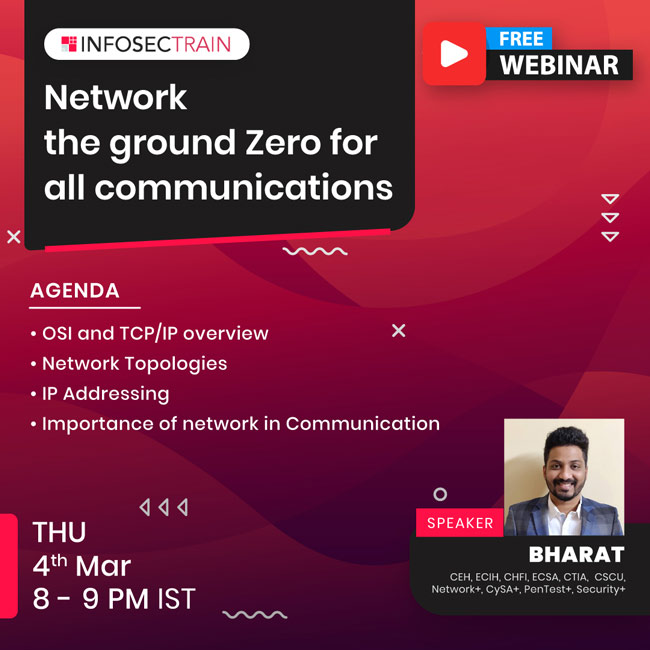 INFOSECTRAIN
FREE
WEBINAR
Network
the ground Zero for
all communications
AGENDA
• OSI and TCP/IP overview
• Network Topologies
• IP Addressing
• Importance of network in Communication
THU
4th Mar
8 - 9 PM IST
SPEAKER
BHARAT
CEH, ECIH, CHFI, ECSA, CTIA, CSCU,
Network+, CySA+, PenTest+, Security+